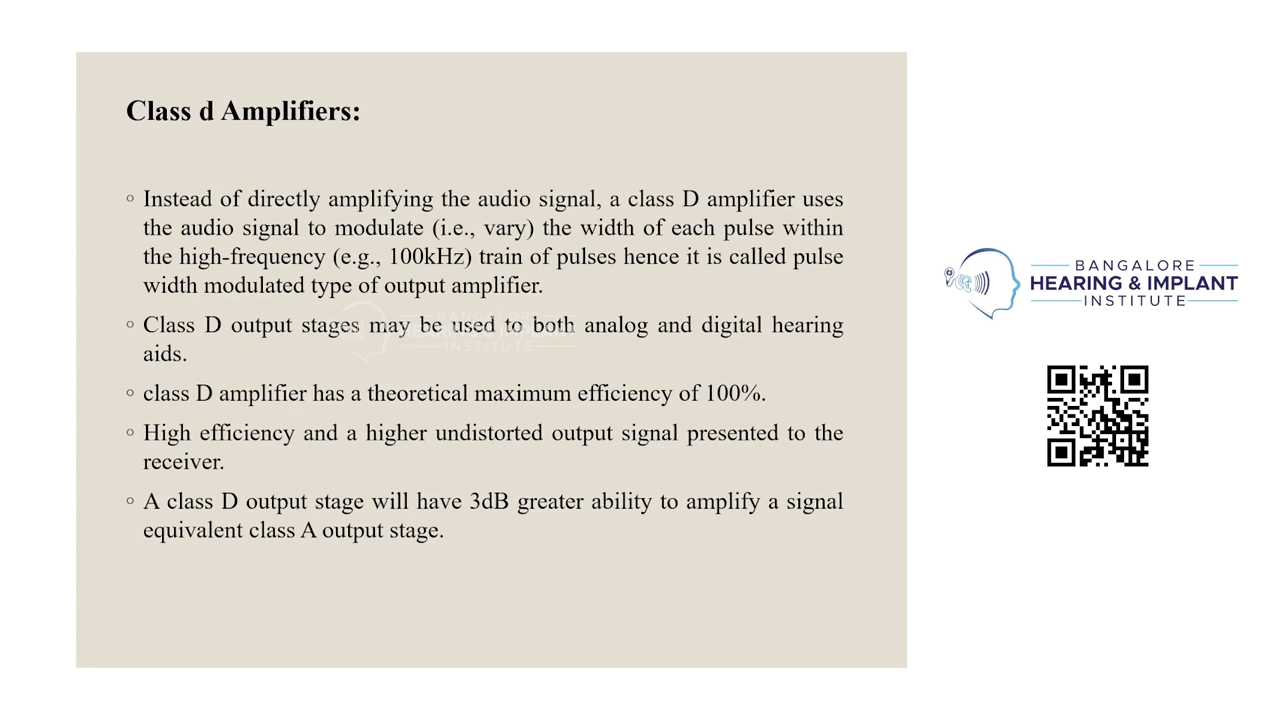 Class d Amplifiers:
◦ Instead of directly amplifying the audio signal, a class D amplifier uses
the audio signal to modulate (i.e., vary) the width of each pulse within
the high-frequency (e.g., 100kHz) train of pulses hence it is called pulse
width modulated type of output amplifier.
◦ Class D output stages may be used to both analog and digital hearing
aids.
◦ class D amplifier has a theoretical maximum efficiency of 100%.
◦ High efficiency and a higher undistorted output signal presented to the
receiver.
◦ A class D output stage will have 3dB greater ability to amplify a signal
equivalent class A output stage.
BANGALORE
HEARING & IMPLANT
INSTITUTE
BANGALORE
HEARING & IMPLANT
INSTITUTE